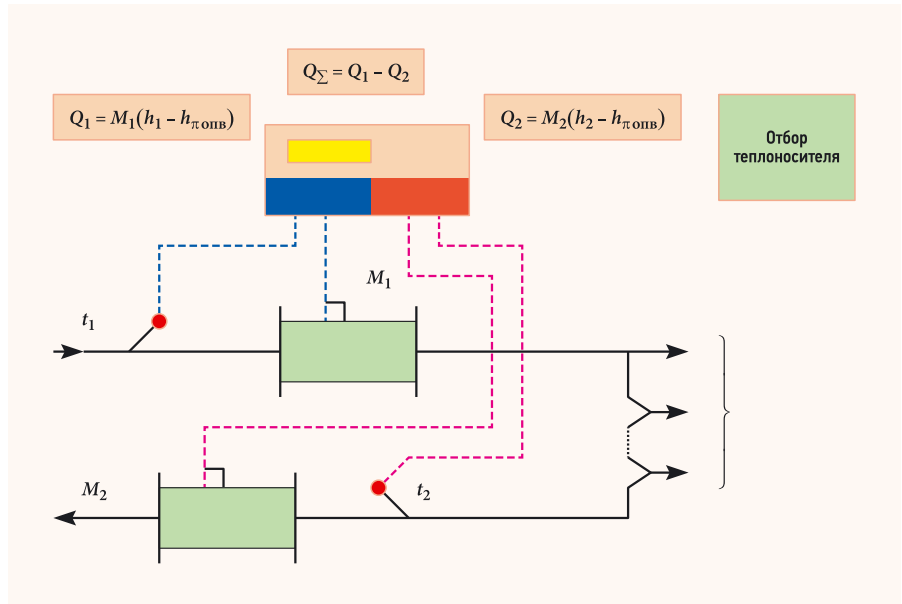 Q∑ = Q1 – Q2
Q1 = M1(h1 – hπ опв)
Q2 = M2(h2 – hπ опв)
Отбор
теплоносителя
M1
t1
M2
t2